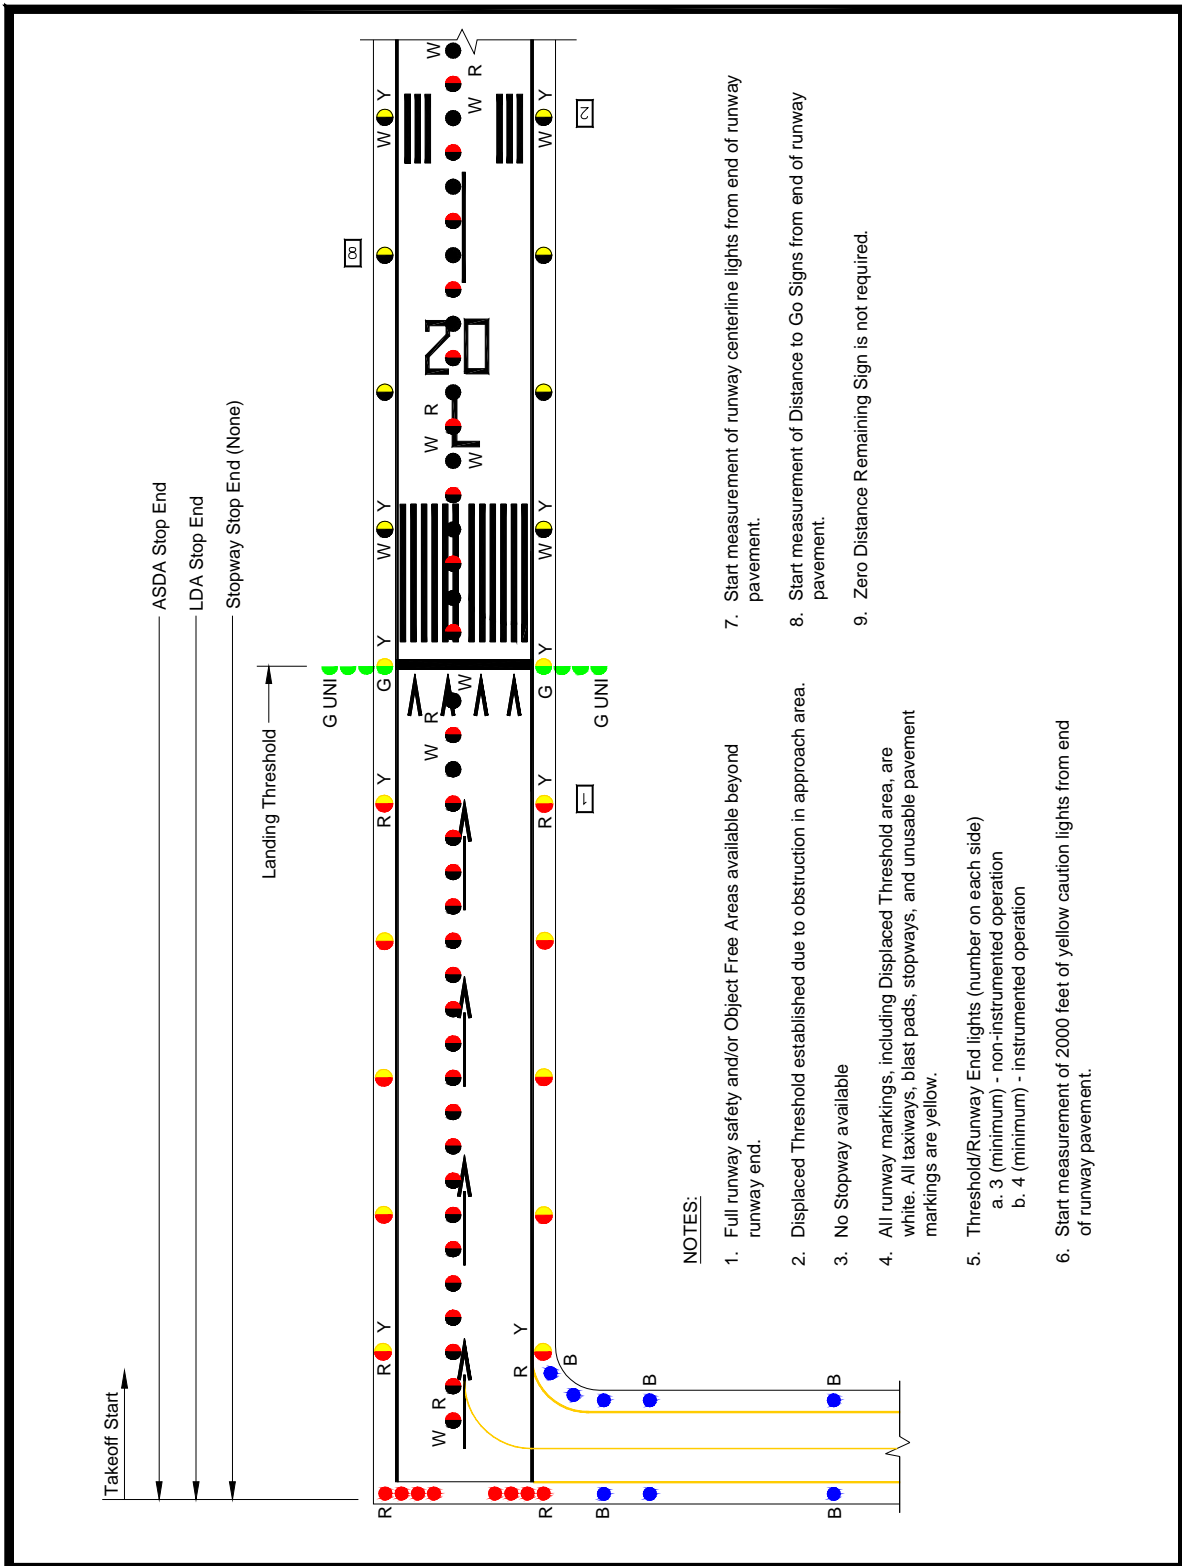 Takeoff Start
ASDA Stop End
LDA Stop End
Stopway Stop End (None)
Landing Threshold
G UNI
8
R
R Y
R Y
G Y
W Y
W Y
W R
W R
W
W R
W
W R
W
20
L
R
R Y
R Y
G Y
W Y
W Y
G UNI
1
2
B
B
B
B
B
NOTES:
1. Full runway safety and/or Object Free Areas available beyond
runway end.
2. Displaced Threshold established due to obstruction in approach area.
3. No Stopway available
4. All runway markings, including Displaced Threshold area, are
white. All taxiways, blast pads, stopways, and unusable pavement
markings are yellow.
5. Threshold/Runway End lights (number on each side)
a. 3 (minimum) - non-instrumented operation
b. 4 (minimum) - instrumented operation
6. Start measurement of 2000 feet of yellow caution lights from end
of runway pavement.
7. Start measurement of runway centerline lights from end of runway
pavement.
8. Start measurement of Distance to Go Signs from end of runway
pavement.
9. Zero Distance Remaining Sign is not required.